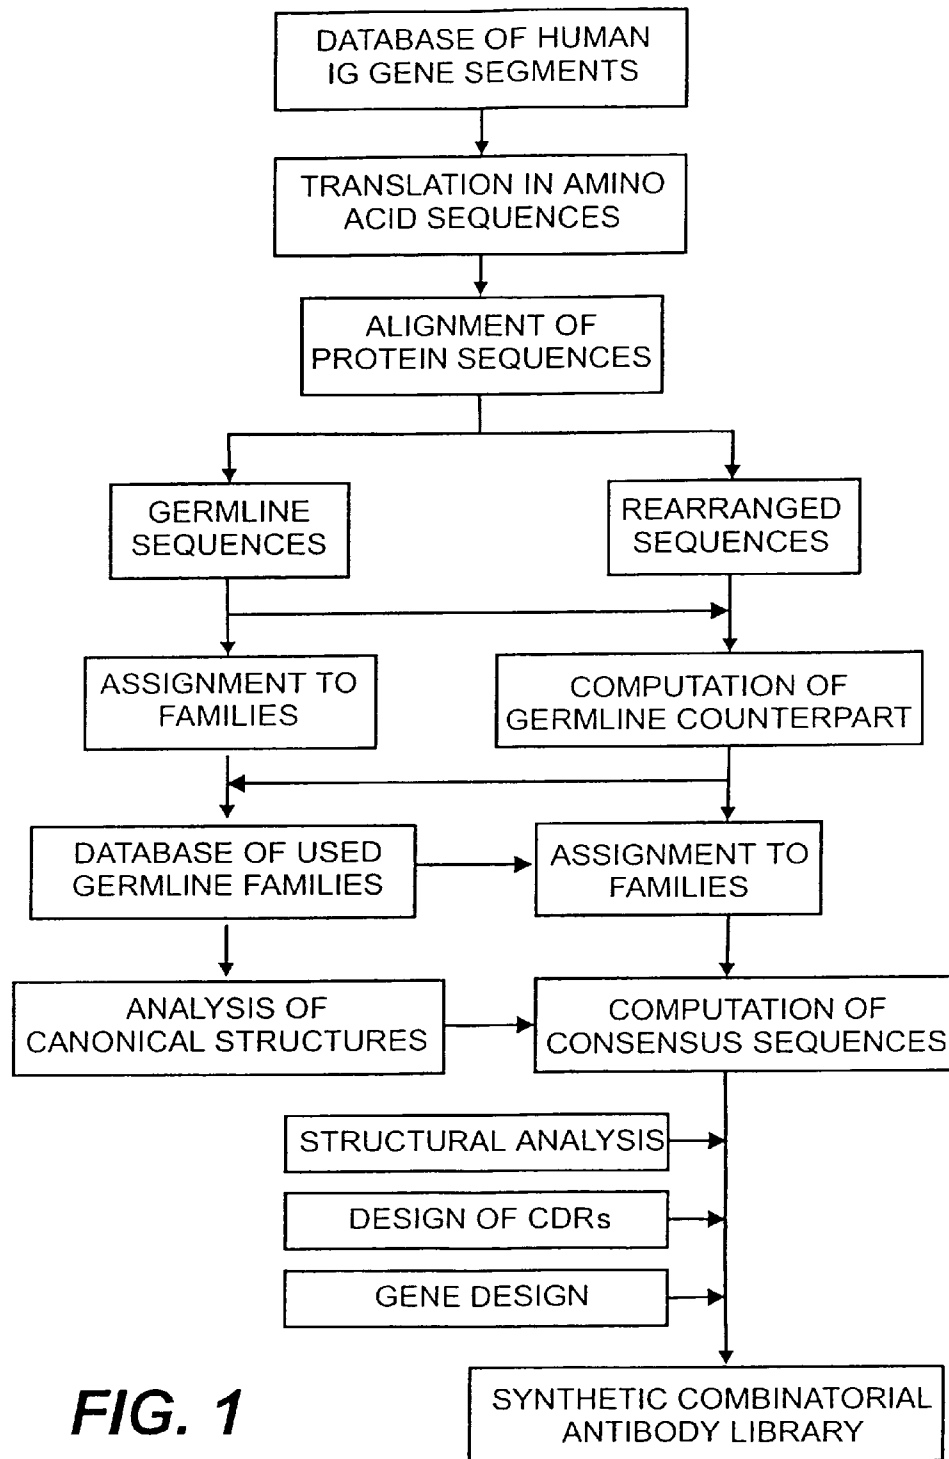 DATABASE OF HUMAN
IG GENE SEGMENTS
TRANSLATION IN AMINO
ACID SEQUENCES
ALIGNMENT OF
PROTEIN SEQUENCES
GERMLINE
SEQUENCES
REARRANGED
SEQUENCES
ASSIGNMENT TO
FAMILIES
COMPUTATION OF
GERMLINE COUNTERPART
DATABASE OF USED
GERMLINE FAMILIES
ASSIGNMENT TO
FAMILIES
ANALYSIS OF
CANONICAL STRUCTURES
COMPUTATION OF
CONSENSUS SEQUENCES
STRUCTURAL ANALYSIS
DESIGN OF CDRs
GENE DESIGN
SYNTHETIC COMBINATORIAL
ANTIBODY LIBRARY
FIG. 1